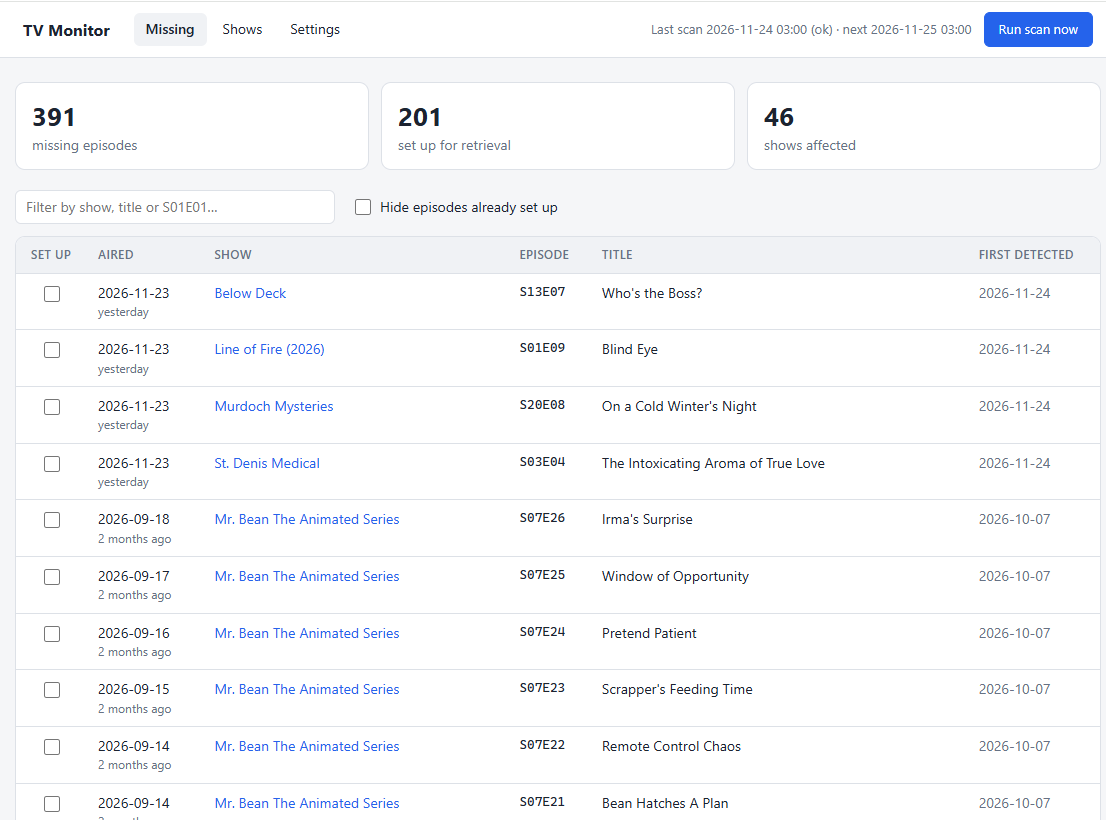 TV Monitor Missing Shows Settings Last scan 2026-11-24 03:00 (ok) · next 2026-11-25 03:00 Run scan now
391 201 46
missing episodes set up for retrieval shows affected
Filter by show, title or S01E01... Hide episodes already set up
SET UP AIRED SHOW EPISODE TITLE FIRST DETECTED
2026-11-23 Below Deck S13E07 Who's the Boss? 2026-11-24
yesterday
2026-11-23 Line of Fire (2026) S01E09 Blind Eye 2026-11-24
yesterday
2026-11-23 Murdoch Mysteries S20E08 On a Cold Winter's Night 2026-11-24
yesterday
2026-11-23 St. Denis Medical S03E04 The Intoxicating Aroma of True Love 2026-11-24
yesterday
2026-09-18 Mr. Bean The Animated Series S07E26 Irma's Surprise 2026-10-07
2 months ago
2026-09-17 Mr. Bean The Animated Series S07E25 Window of Opportunity 2026-10-07
2 months ago
2026-09-16 Mr. Bean The Animated Series S07E24 Pretend Patient 2026-10-07
2 months ago
2026-09-15 Mr. Bean The Animated Series S07E23 Scrapper's Feeding Time 2026-10-07
2 months ago
2026-09-14 Mr. Bean The Animated Series S07E22 Remote Control Chaos 2026-10-07
2 months ago
2026-09-14 Mr. Bean The Animated Series S07E21 Bean Hatches A Plan 2026-10-07